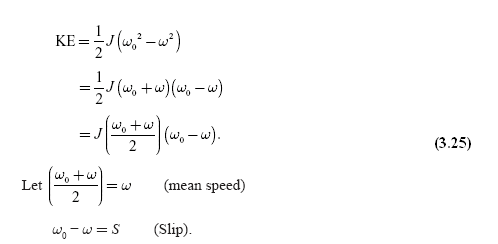 KE = 1/2 J(ω₀² − ω²)
= 1/2 J(ω₀ + ω)(ω₀ − ω)
= J((ω₀ + ω)/2)(ω₀ − ω). (3.25)
Let ((ω₀ + ω)/2) = ω (mean speed)
ω₀ − ω = S (Slip).